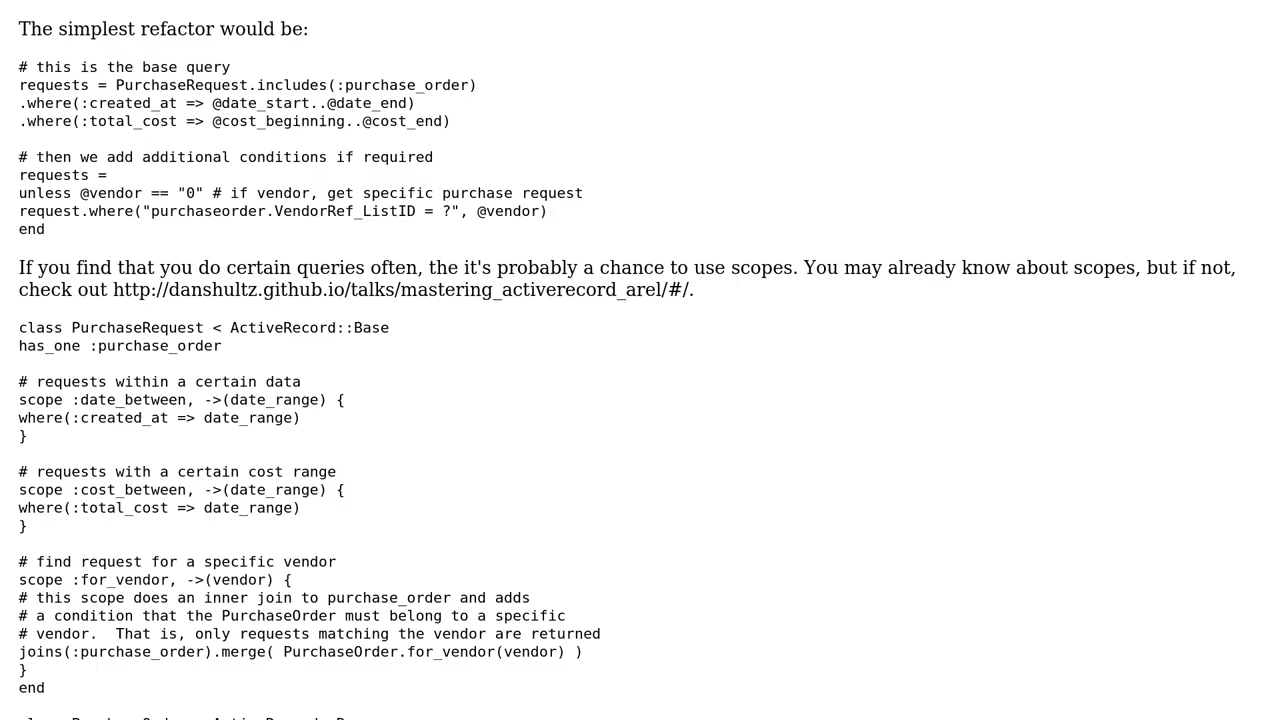 The simplest refactor would be:
# this is the base query
requests = PurchaseRequest.includes(:purchase_order)
.where(:created_at => @date_start..@date_end)
.where(:total_cost => @cost_beginning..@cost_end)
# then we add additional conditions if required
requests =
unless @vendor == "0" # if vendor, get specific purchase request
request.where("purchaseorder.VendorRef_ListID = ?", @vendor)
end
If you find that you do certain queries often, the it's probably a chance to use scopes. You may already know about scopes, but if not,
check out http://danshultz.github.io/talks/mastering_activerecord_arel/#/.
class PurchaseRequest < ActiveRecord::Base
has_one :purchase_order
# requests within a certain data
scope :date_between, ->(date_range) {
where(:created_at => date_range)
}
# requests with a certain cost range
scope :cost_between, ->(date_range) {
where(:total_cost => date_range)
}
# find request for a specific vendor
scope :for_vendor, ->(vendor) {
# this scope does an inner join to purchase_order and adds
# a condition that the PurchaseOrder must belong to a specific
# vendor.  That is, only requests matching the vendor are returned
joins(:purchase_order).merge( PurchaseOrder.for_vendor(vendor) )
}
end